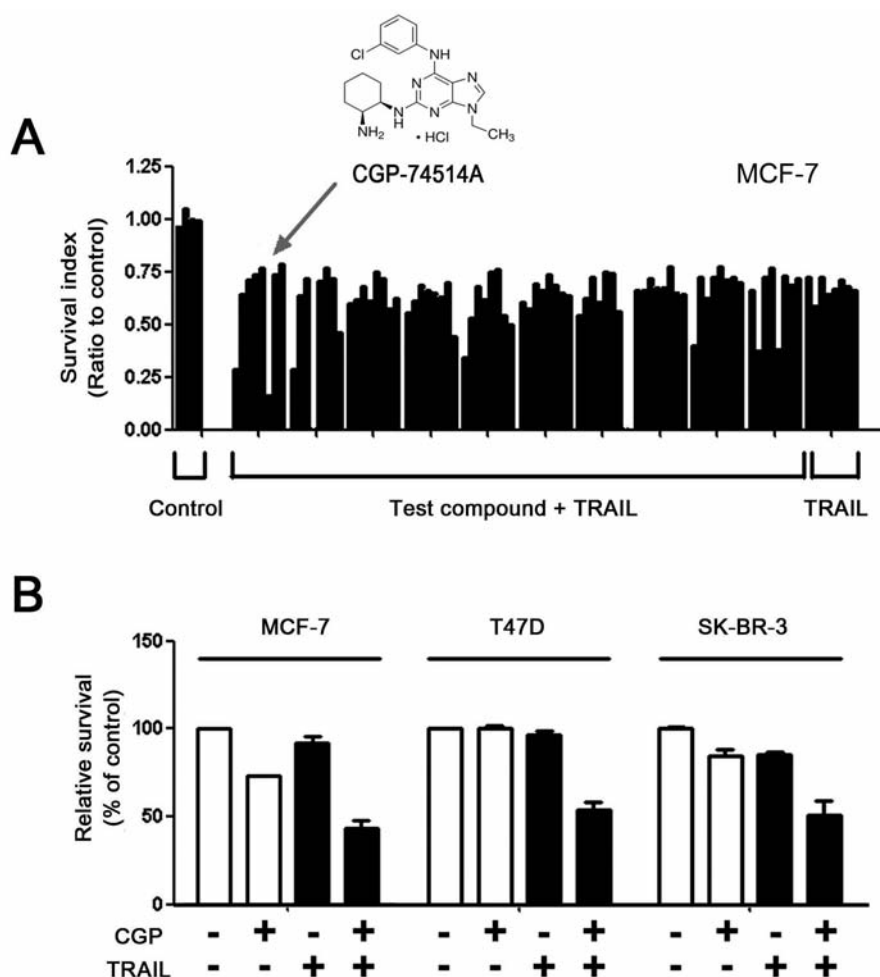 Cl
NH
N
N
N
N
N
H
NH2
CH3
• HCl
A
CGP-74514A
MCF-7
Survival index
(Ratio to control)
1.25
1.00
0.75
0.50
0.25
0.00
Control
Test compound + TRAIL
TRAIL
B
MCF-7
T47D
SK-BR-3
Relative survival
(% of control)
150
100
50
0
CGP - + - + - + - + - + - +
TRAIL - - + + - - + + - - + +